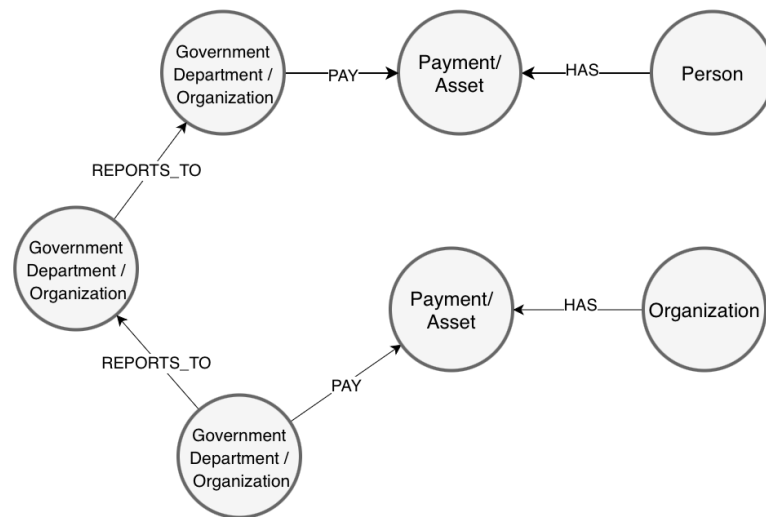 Government
Department /
Organization
PAY
Payment/
Asset
HAS
Person
REPORTS_TO
Government
Department /
Organization
Payment/
Asset
HAS
Organization
REPORTS_TO
PAY
Government
Department /
Organization